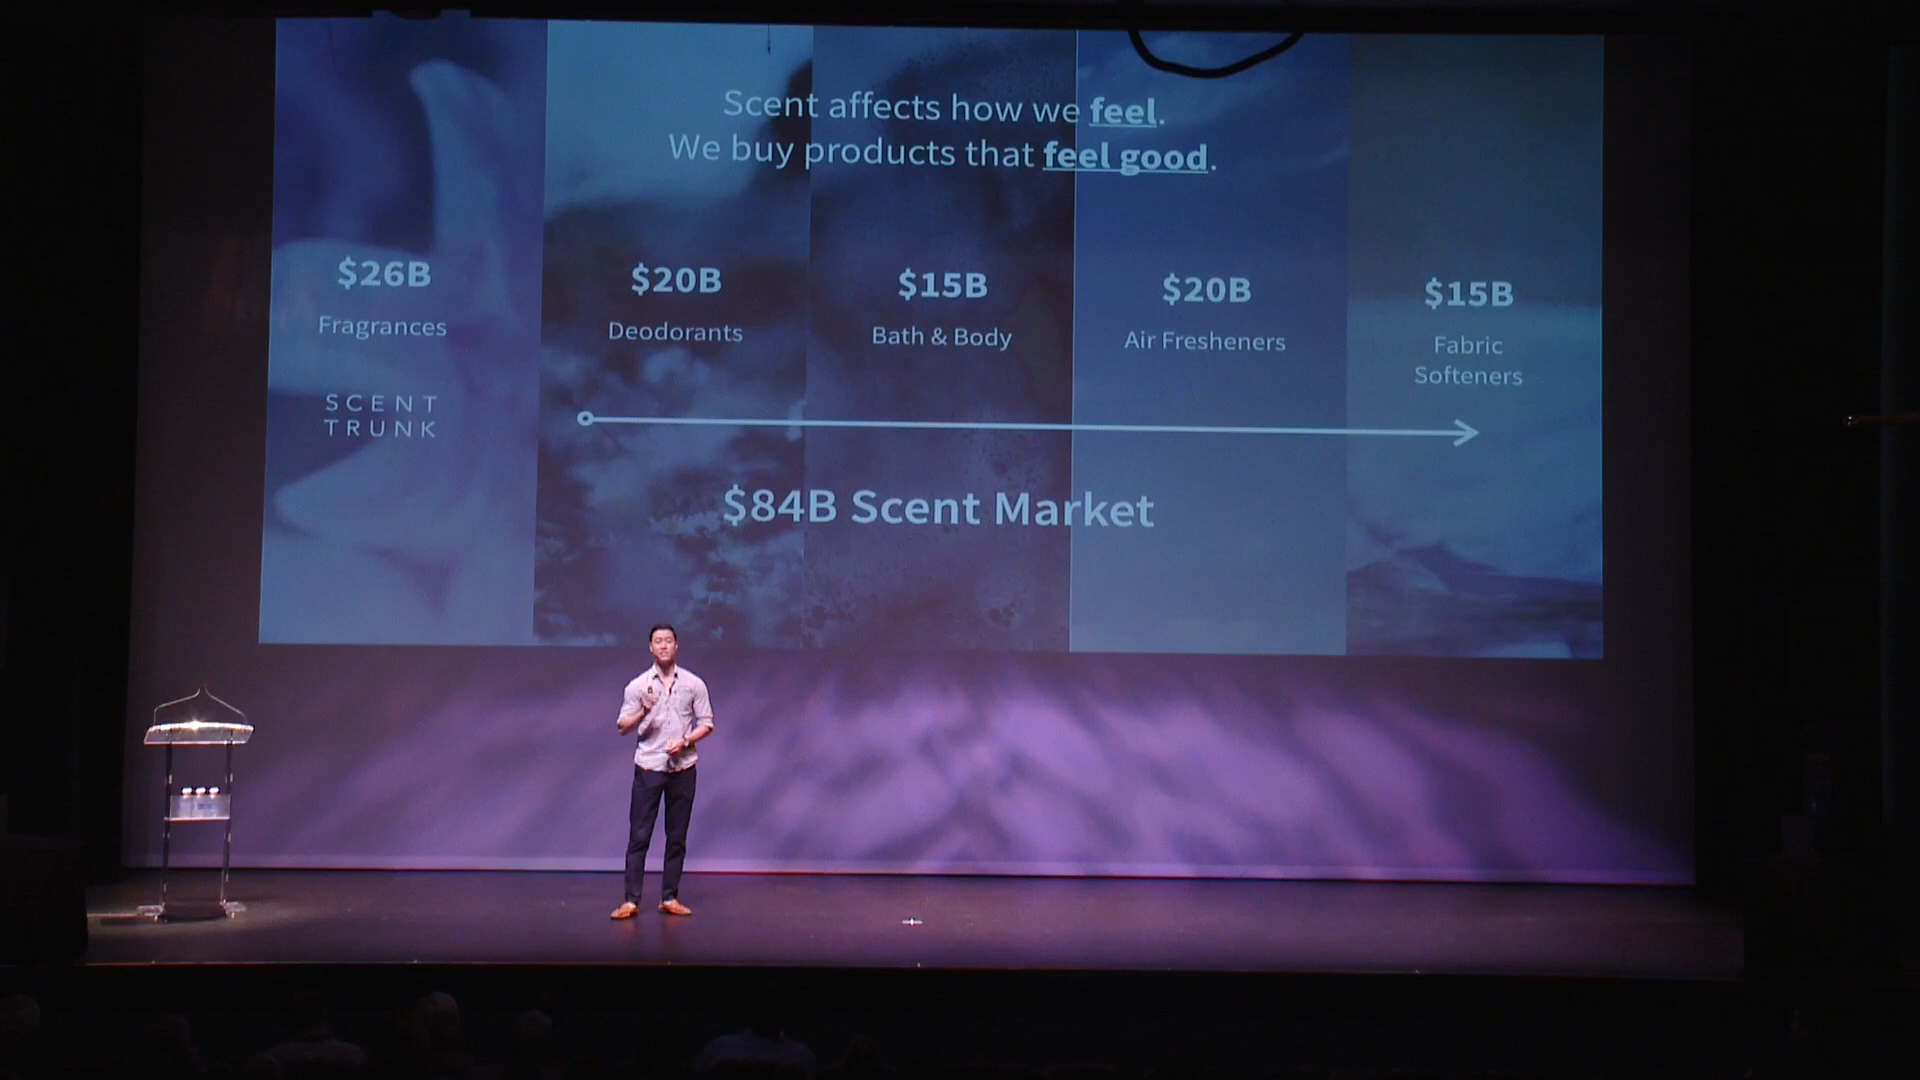 Scent affects how we feel.
We buy products that feel good.
$26B
Fragrances
SCENT
TRUNK
$20B
Deodorants
$15B
Bath & Body
$20B
Air Fresheners
$15B
Fabric
Softeners
$84B Scent Market